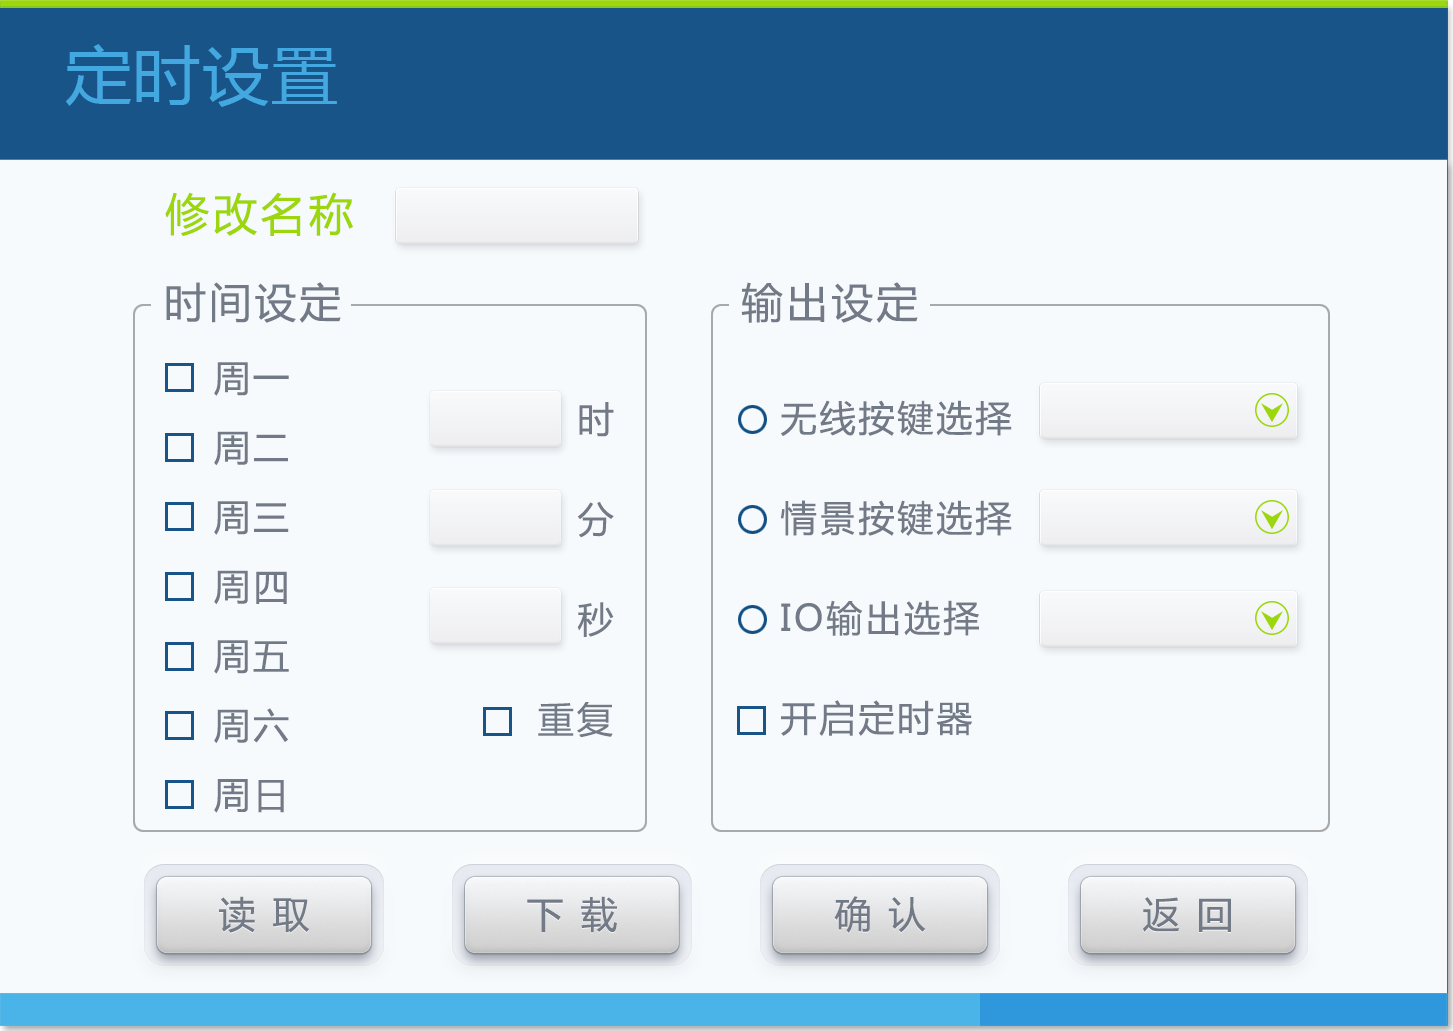 定时设置
修改名称
时间设定
周一
周二
周三
周四
周五
周六
周日
时
分
秒
重复
输出设定
无线按键选择
情景按键选择
IO输出选择
开启定时器
读取
下载
确认
返回